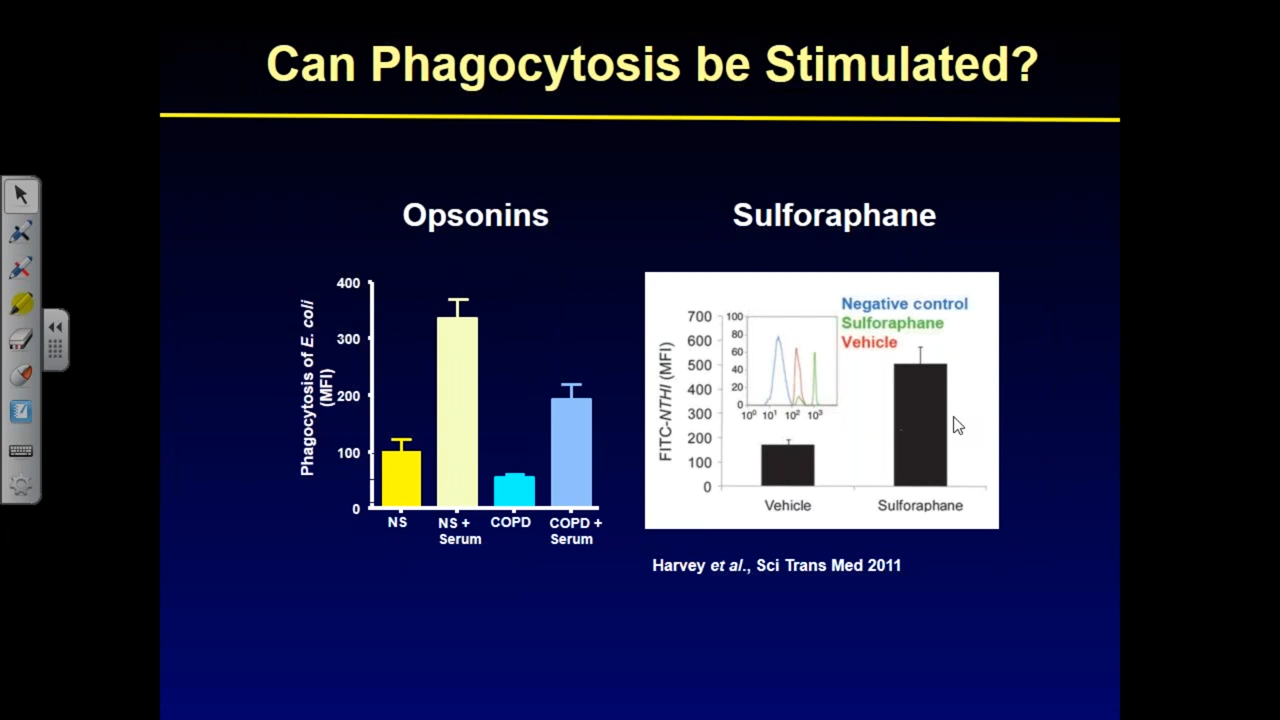 Can Phagocytosis be Stimulated?
Opsonins
Sulforaphane
Phagocytosis of E. coli
(MFI)
400
300
200
100
0
NS
NS +
Serum
COPD
COPD +
Serum
Negative control
Sulforaphane
Vehicle
FITC-NTHI (MFI)
700
600
500
400
300
200
100
0
100
80
60
40
20
0
10⁰ 10¹ 10² 10³
Vehicle
Sulforaphane
Harvey et al., Sci Trans Med 2011